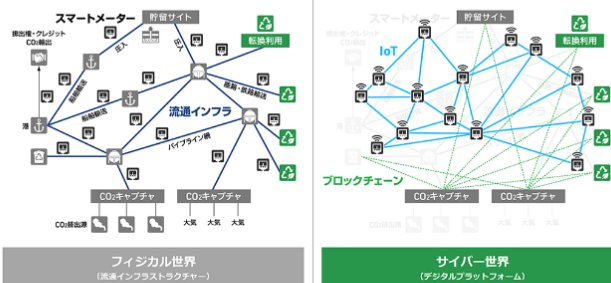 スマートメーター
貯留サイト
排出権・クレジット
CO₂輸出
圧入
圧入
転換利用
船舶輸送
船舶輸送
道路・鉄路輸送
流通インフラ
港
パイプライン網
CO₂キャプチャ
CO₂キャプチャ
CO₂排出源
大気
大気
大気
フィジカル世界
（流通インフラストラクチャー）
貯留サイト
IoT
転換利用
ブロックチェーン
CO₂キャプチャ
CO₂キャプチャ
サイバー世界
（デジタルプラットフォーム）